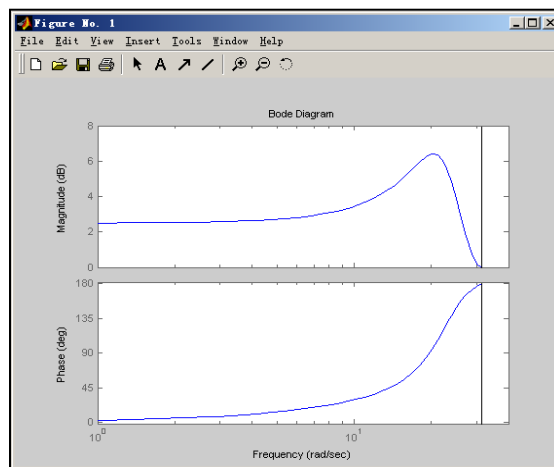 Figure No. 1
File Edit View Insert Tools Window Help
A
Bode Diagram
Magnitude (dB)
8
6
4
2
0
Phase (deg)
180
135
90
45
0
10^0
10^1
Frequency (rad/sec)